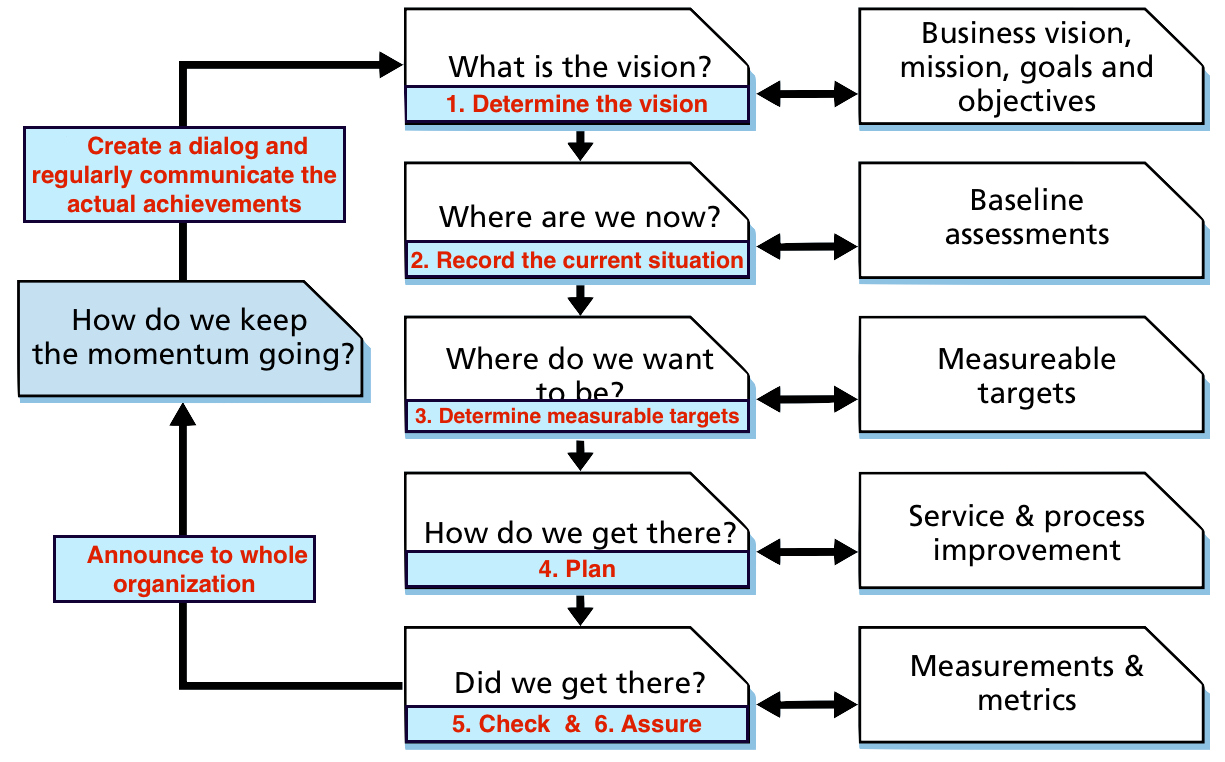 What is the vision?
1. Determine the vision
Business vision,
mission, goals and
objectives
Create a dialog and
regularly communicate the
actual achievements
Where are we now?
2. Record the current situation
Baseline
assessments
How do we keep
the momentum going?
Where do we want
to be?
3. Determine measurable targets
Measureable
targets
How do we get there?
4. Plan
Service & process
improvement
Announce to whole
organization
Did we get there?
5. Check & 6. Assure
Measurements &
metrics